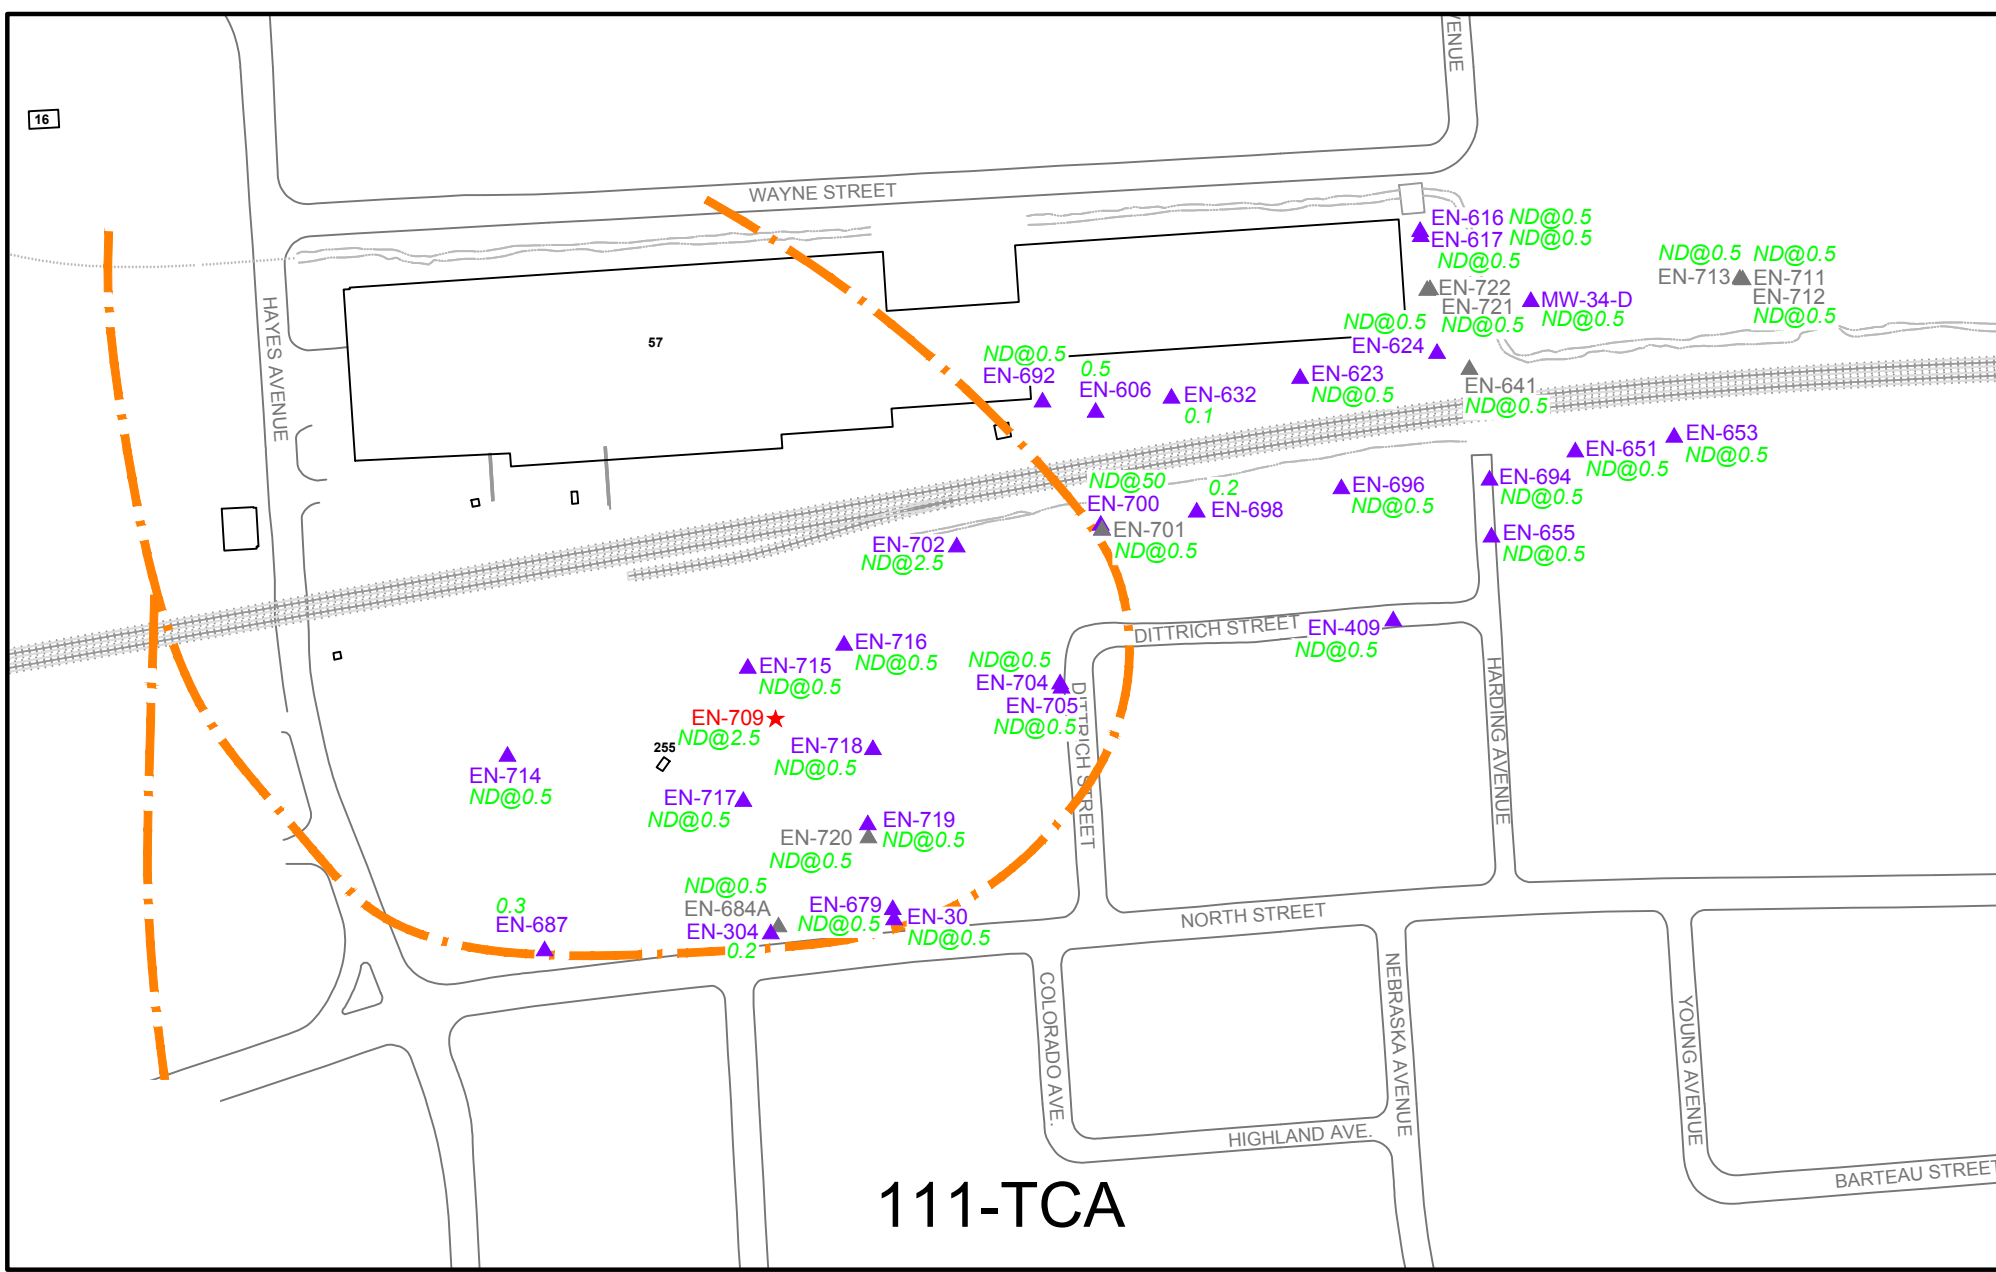 VENUE
16
WAYNE STREET
EN-616 ND@0.5
EN-617 ND@0.5
ND@0.5
EN-722
EN-721
ND@0.5
ND@0.5 ND@0.5
EN-713 EN-711
EN-712
ND@0.5
MW-34-D
ND@0.5
HAYES AVENUE
57
ND@0.5
EN-624
ND@0.5
EN-692
0.5
EN-606
EN-632
0.1
EN-623
ND@0.5
EN-641
ND@0.5
EN-653
ND@0.5
EN-651
ND@0.5
EN-694
ND@0.5
EN-696
ND@0.5
ND@50
EN-700
0.2
EN-698
EN-701
ND@0.5
EN-702
ND@2.5
EN-655
ND@0.5
DITTRICH STREET
EN-409
ND@0.5
EN-716
ND@0.5
EN-715
ND@0.5
ND@0.5
EN-704
EN-705
ND@0.5
DITTRICH STREET
HARDING AVENUE
EN-709
ND@2.5
255
EN-718
ND@0.5
EN-714
ND@0.5
EN-717
ND@0.5
EN-719
ND@0.5
EN-720
ND@0.5
ND@0.5
EN-684A
EN-304
0.2
EN-679
ND@0.5
EN-30
ND@0.5
0.3
EN-687
NORTH STREET
COLORADO AVE.
NEBRASKA AVENUE
YOUNG AVENUE
HIGHLAND AVE.
BARTEAU STREET
111-TCA